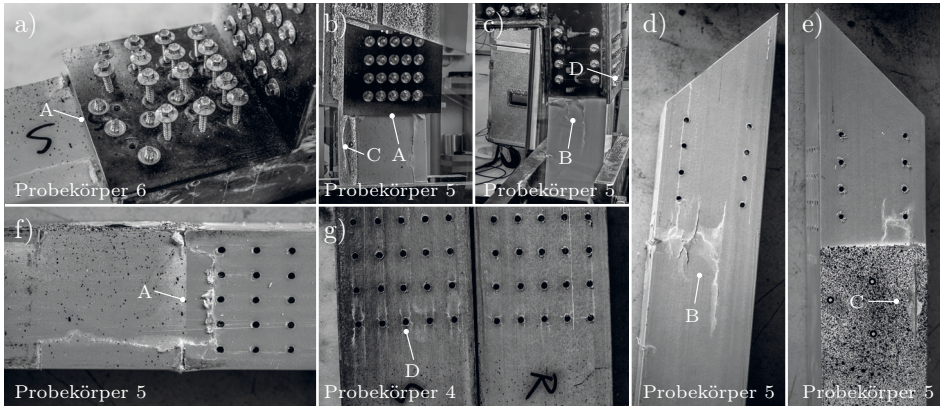 a)
A
S
Probekörper 6
b)
C
A
Probekörper 5
c)
D
B
Probekörper 5
d)
B
Probekörper 5
e)
C
Probekörper 5
f)
A
Probekörper 5
g)
D
R
Probekörper 4